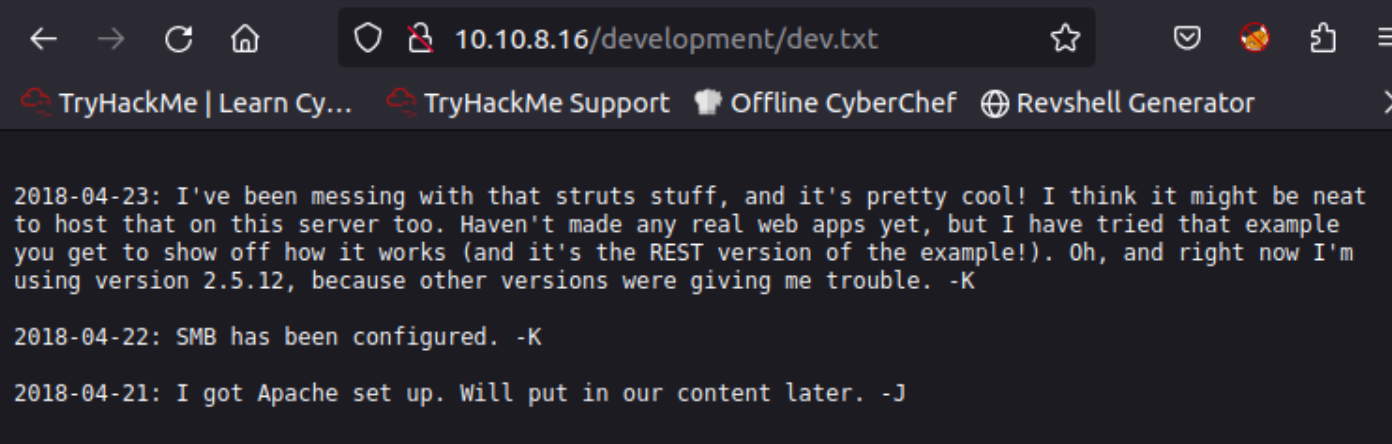 10.10.8.16/development/dev.txt
TryHackMe | Learn Cy... TryHackMe Support Offline CyberChef Revshell Generator
2018-04-23: I've been messing with that struts stuff, and it's pretty cool! I think it might be neat
to host that on this server too. Haven't made any real web apps yet, but I have tried that example
you get to show off how it works (and it's the REST version of the example!). Oh, and right now I'm
using version 2.5.12, because other versions were giving me trouble. -K
2018-04-22: SMB has been configured. -K
2018-04-21: I got Apache set up. Will put in our content later. -J